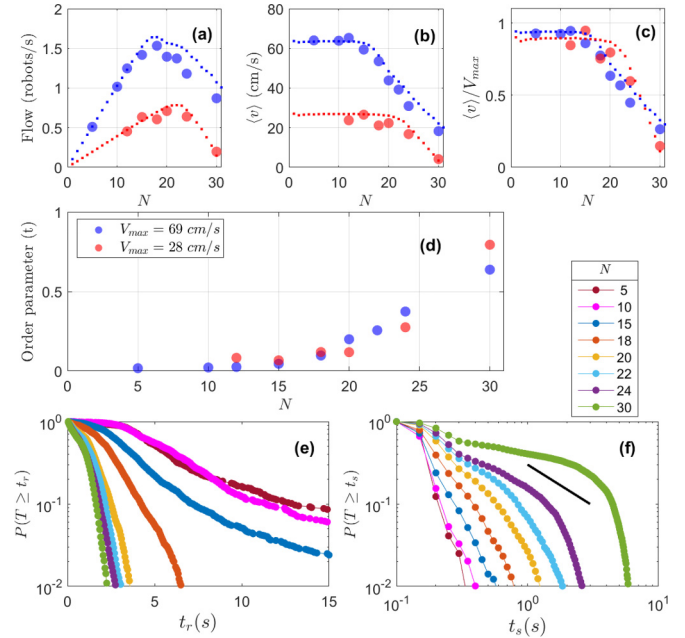 2
1.5
1
0.5
0
0 10 20 30
Flow (robots/s)
N
(a)
80
60
40
20
0
0 10 20 30
⟨v⟩ (cm/s)
N
(b)
1
0.5
0
0 10 20 30
⟨v⟩/V_max
N
(c)
1
0.5
0
0 5 10 15 20 25 30
Order parameter (t)
N
V_max = 69 cm/s
V_max = 28 cm/s
(d)
N
5
10
15
18
20
22
24
30
10^0
10^-1
10^-2
0 5 10 15
P(T ≥ t_r)
t_r(s)
(e)
10^0
10^-1
10^-2
10^-1 10^0 10^1
P(T ≥ t_s)
t_s(s)
(f)